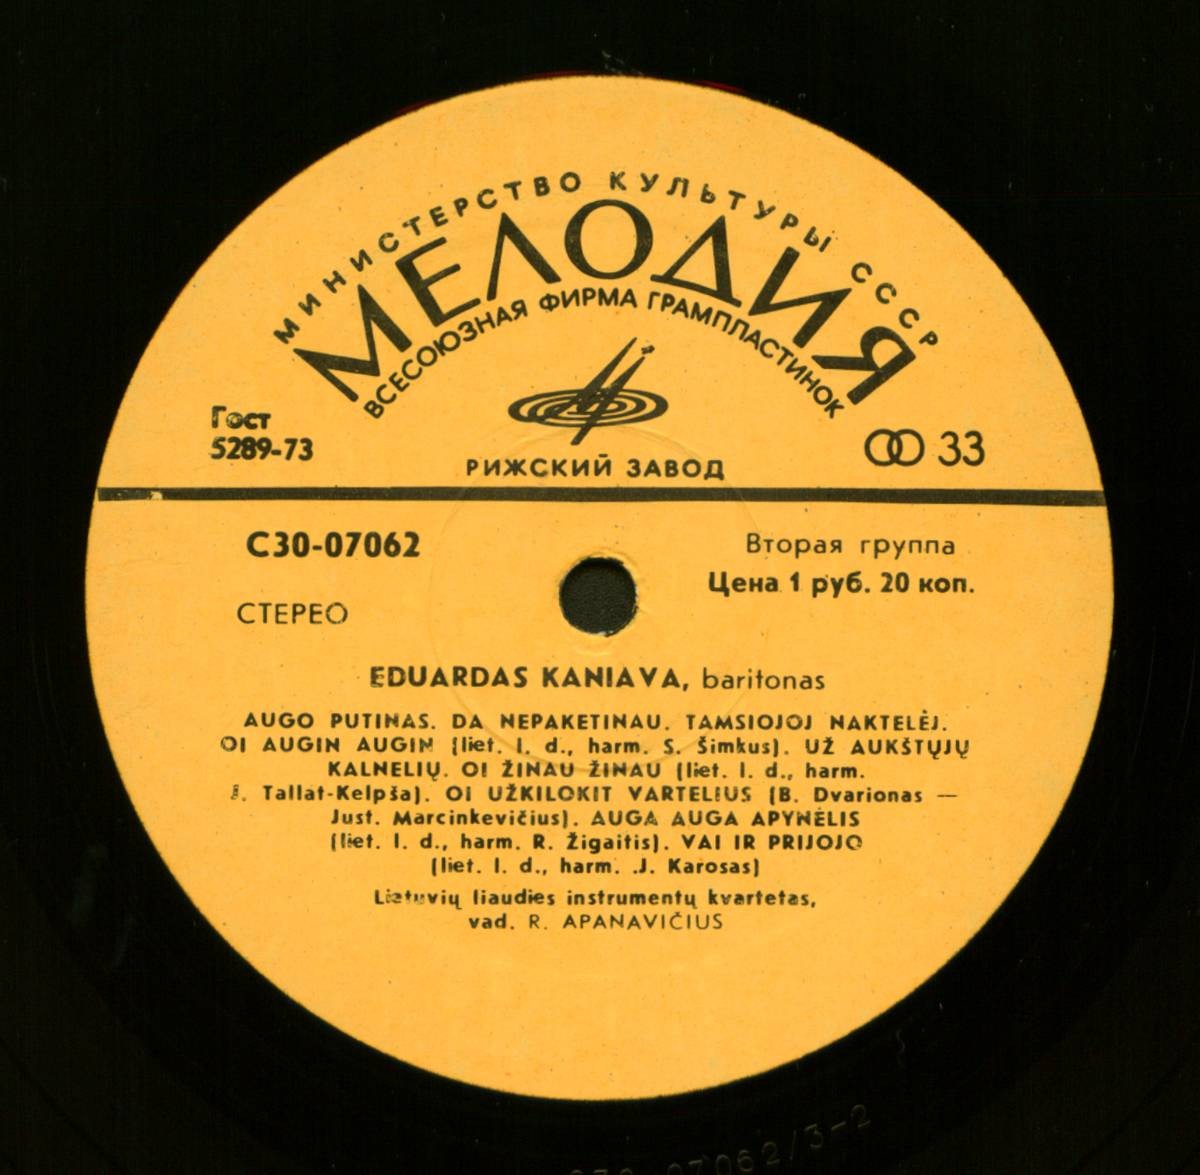 МИНИСТЕРСТВО КУЛЬТУРЫ СССР
МЕЛОДИЯ
ВСЕСОЮЗНАЯ ФИРМА ГРАМПЛАСТИНОК
Гост
5289-73
РИЖСКИЙ ЗАВОД
33
С30-07062
Вторая группа
Цена 1 руб. 20 коп.
СТЕРЕО
EDUARDAS KANIAVA, baritonas
AUGO PUTINAS. DA NEPAKETINAU. TAMSIOJOJ NAKTELĖJ.
OI AUGIN AUGIN (liet. l. d., harm. S. Šimkus). UŽ AUKŠTŲJŲ
KALNELIŲ. OI ŽINAU ŽINAU (liet. l. d., harm.
J. Tallat-Kelpša). OI UŽKILOKIT VARTELIUS (B. Dvarionas —
Just. Marcinkevičius). AUGA AUGA APYNĖLIS
(liet. l. d., harm. R. Žigaitis). VAI IR PRIJOJO
(liet. l. d., harm. J. Karosas)
Lietuvių liaudies instrumentų kvartetas,
vad. R. APANAVIČIUS
07062/3-2